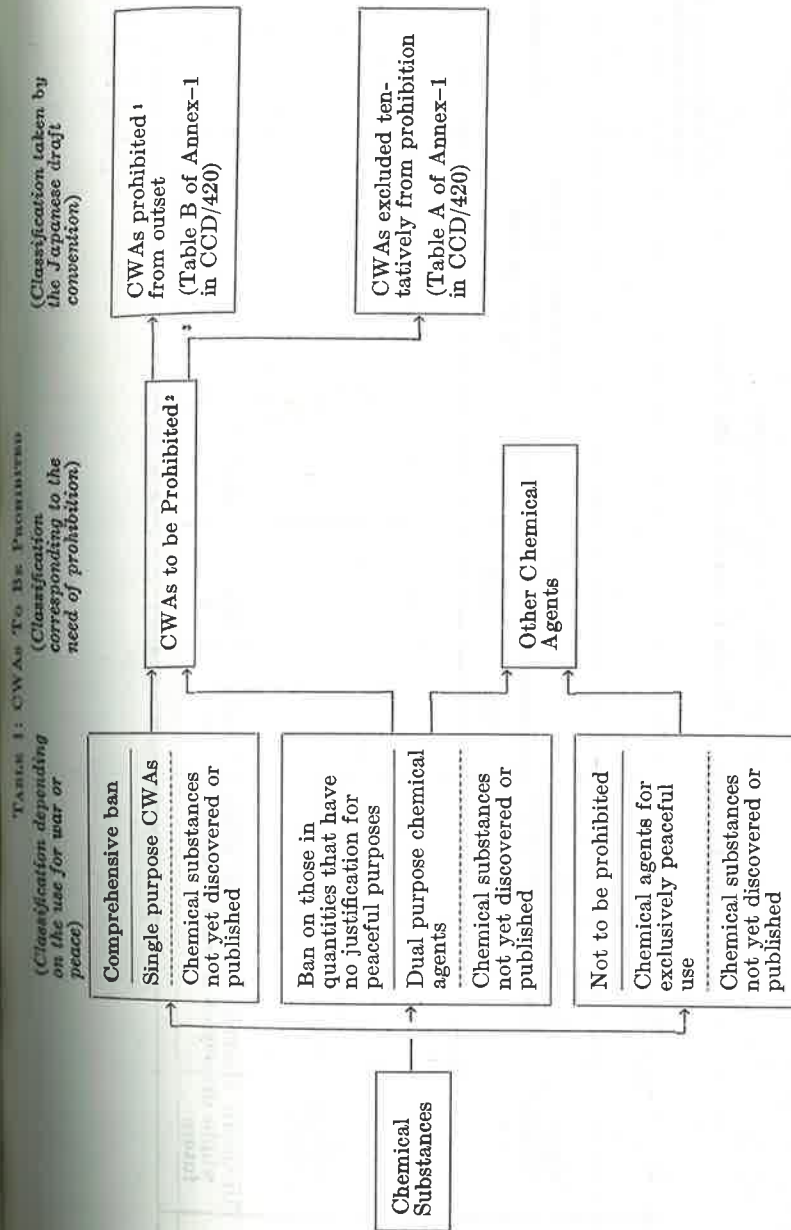 TABLE 1: CWAs TO BE PROHIBITED
(Classification depending
on the use for war or
peace)
(Classification
corresponding to the
need of prohibition)
(Classification taken by
the Japanese draft
convention)
Chemical
Substances
Comprehensive ban
Single purpose CWAs
Chemical substances
not yet discovered or
published
Ban on those in
quantities that have
no justification for
peaceful purposes
Dual purpose chemical
agents
Chemical substances
not yet discovered or
published
Not to be prohibited
Chemical agents for
exclusively peaceful
use
Chemical substances
not yet discovered or
published
CWAs to be Prohibited²
Other Chemical
Agents
CWAs prohibited ¹
from outset
(Table B of Annex–1
in CCD/420)
CWAs excluded ten-
tatively from prohibition
(Table A of Annex–1
in CCD/420)